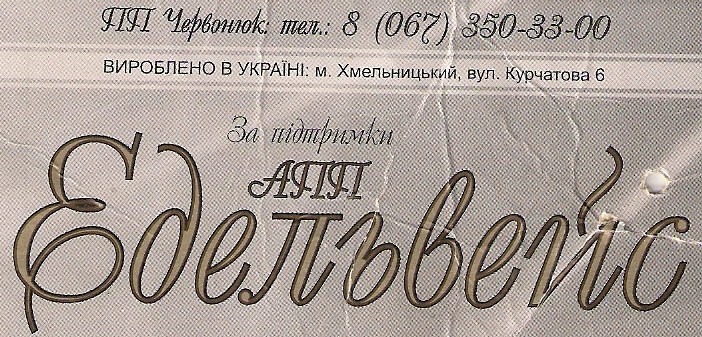 ПП Червонюк: тел.: 8 (067) 350-33-00
ВИРОБЛЕНО В УКРАЇНІ: м. Хмельницький, вул. Курчатова 6
За підтримки
АПП
Едельвейс